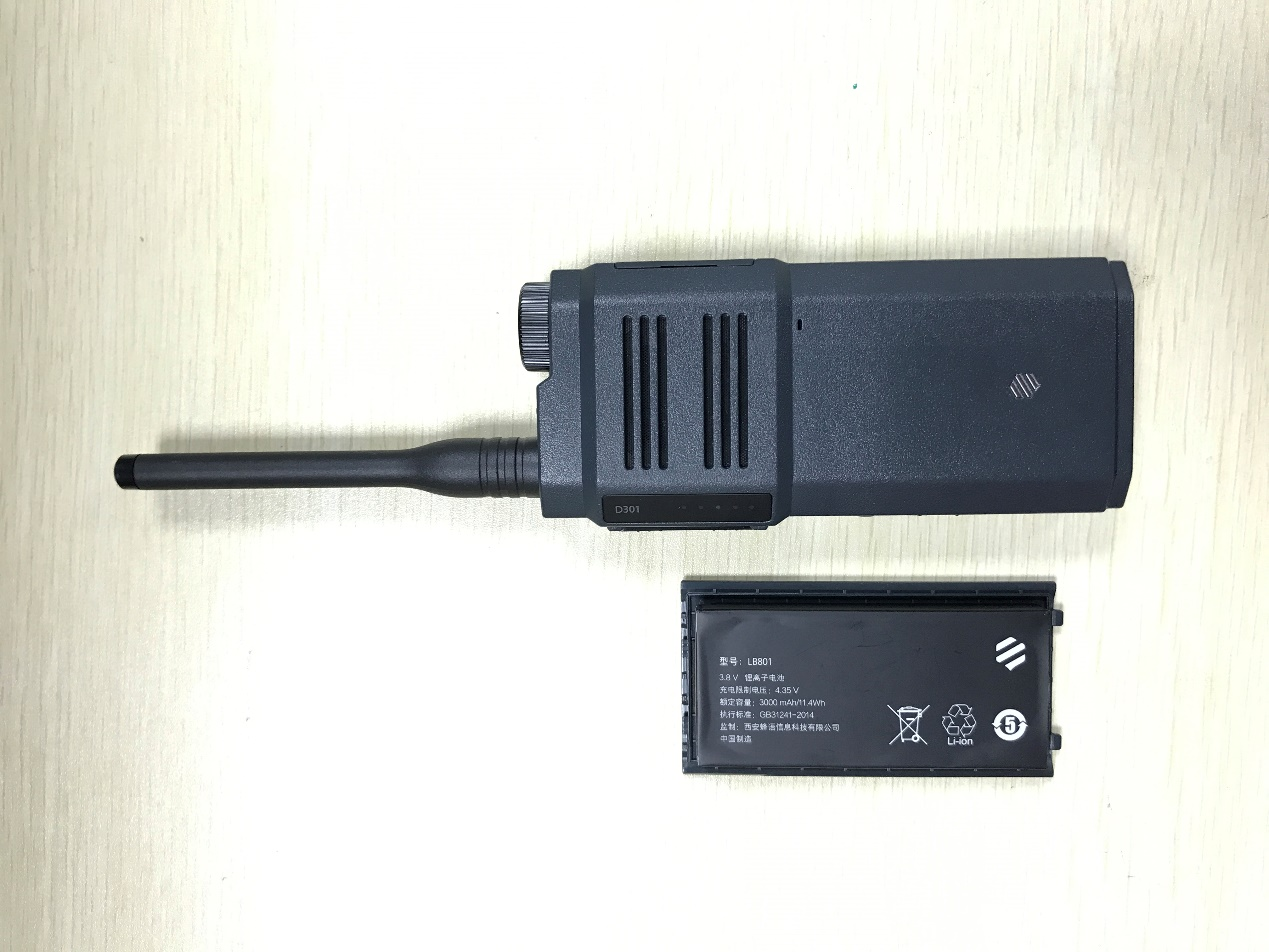 D301
型号：LB801
3.8 V 锂离子电池
充电限制电压：4.35 V
额定容量：3000 mAh/11.4Wh
执行标准：GB31241-2014
监制：西安蜂语信息科技有限公司
中国制造
Li-ion
5